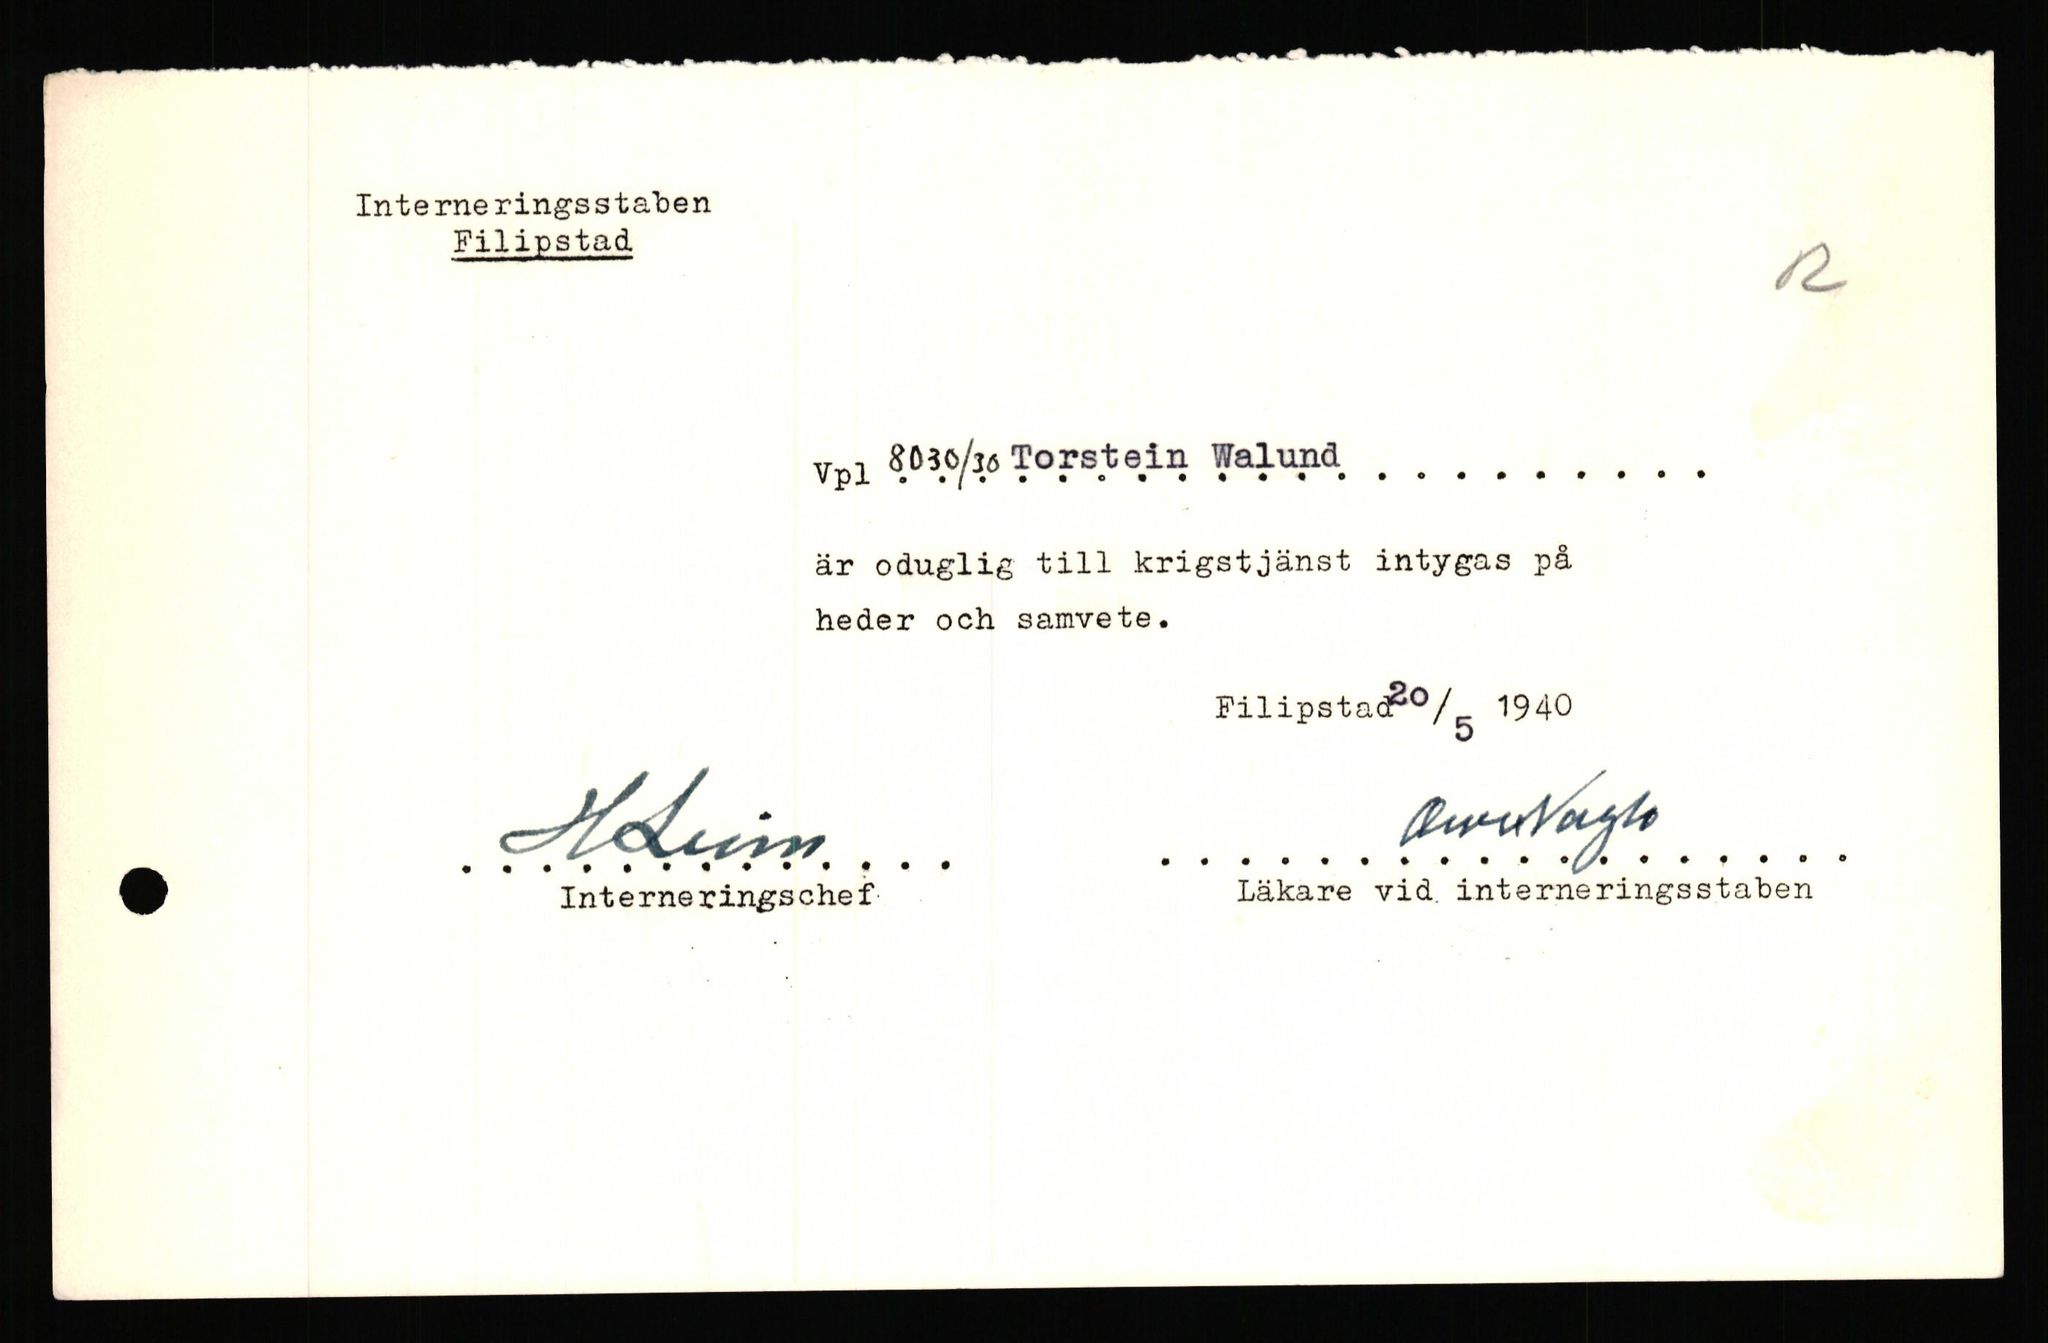 Interneringsstaben
Filipstad
R
Vpl 8030/30 Torstein Walund
är oduglig till krigstjänst intygas på
heder och samvete.
Filipstad 20/5 1940
H
Interneringschef
Läkare vid interneringsstaben